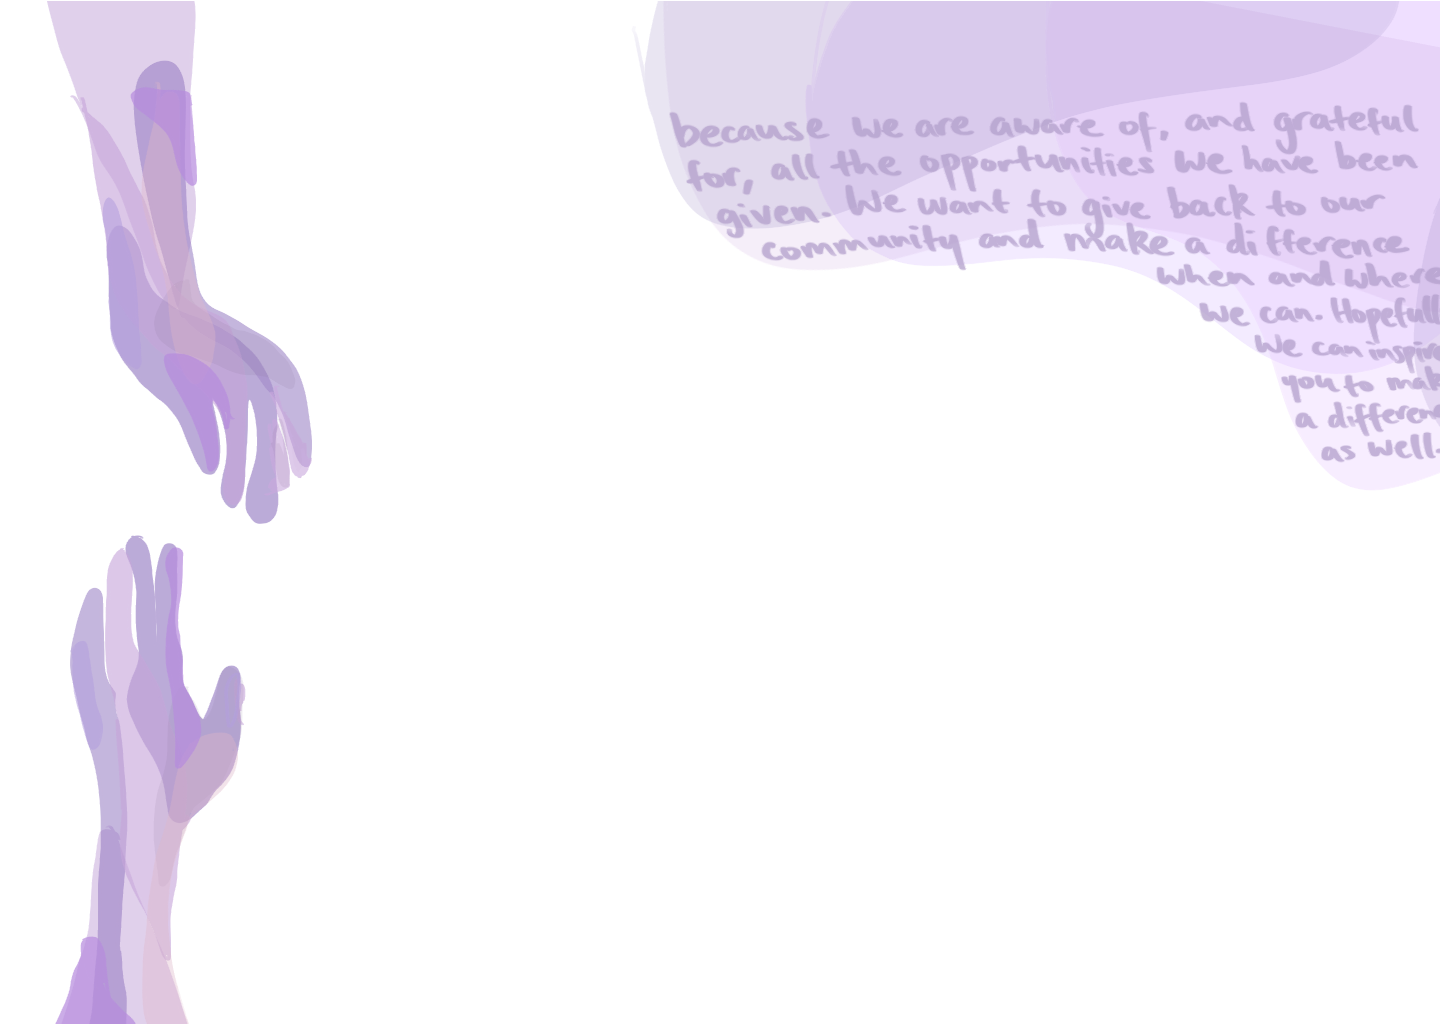 because we are aware of, and grateful
for, all the opportunities we have been
given. We want to give back to our
community and make a difference
when and where
we can. Hopefull
we can inspir
you to mak
a differen
as well.